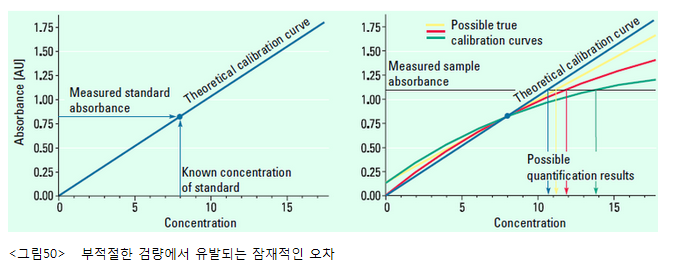 1.75
1.50
1.25
1.00
0.75
0.50
0.25
0.00
Absorbance [AU]
Measured standard
absorbance
Theoretical calibration curve
Known concentration
of standard
0 5 10 15
Concentration
1.75
1.50
1.25
1.00
0.75
0.50
0.25
0.00
Possible true
calibration curves
Measured sample
absorbance
Theoretical calibration curve
Possible
quantification results
0 5 10 15
Concentration
<그림50> 부적절한 검량에서 유발되는 잠재적인 오차